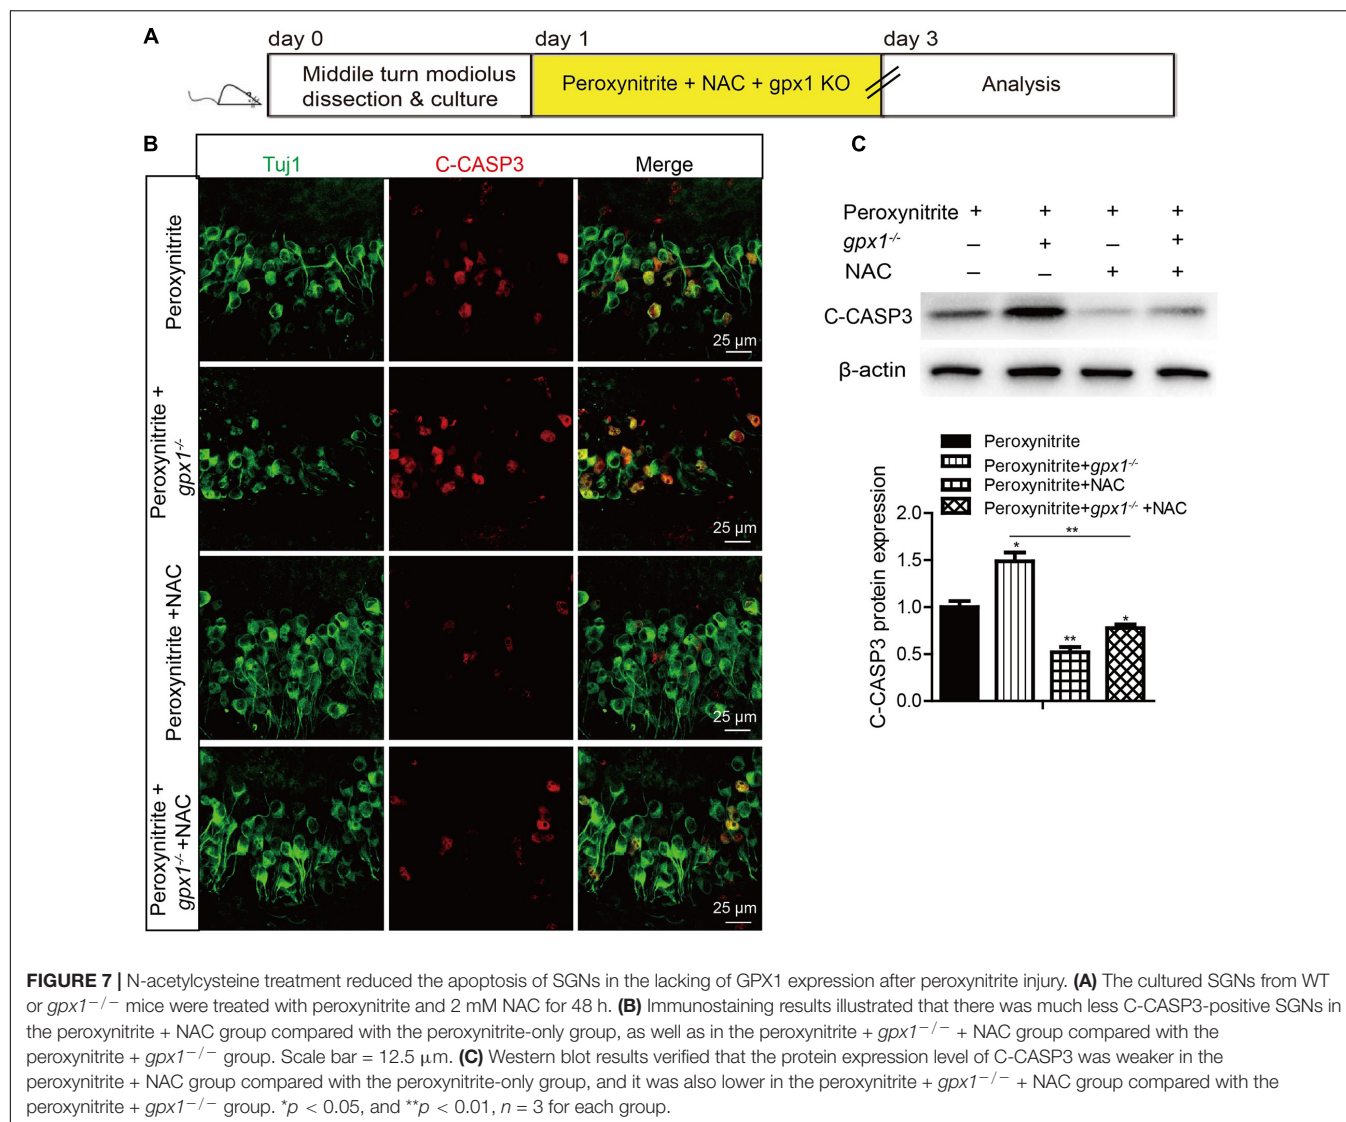 A
day 0
day 1
day 3
Middile turn modiolus
dissection & culture
Peroxynitrite + NAC + gpx1 KO
Analysis
B
Tuj1
C-CASP3
Merge
Peroxynitrite
25 µm
Peroxynitrite +
gpx1-/-
25 µm
Peroxynitrite +NAC
25 µm
Peroxynitrite +
gpx1-/- +NAC
25 µm
C
Peroxynitrite + + + +
gpx1-/- – + – +
NAC – – + +
C-CASP3
β-actin
Peroxynitrite
Peroxynitrite+gpx1-/-
Peroxynitrite+NAC
Peroxynitrite+gpx1-/- +NAC
C-CASP3 protein expression
2.0
1.5
1.0
0.5
0.0
*
**
*
**
FIGURE 7 | N-acetylcysteine treatment reduced the apoptosis of SGNs in the lacking of GPX1 expression after peroxynitrite injury. (A) The cultured SGNs from WT
or gpx1−/− mice were treated with peroxynitrite and 2 mM NAC for 48 h. (B) Immunostaining results illustrated that there was much less C-CASP3-positive SGNs in
the peroxynitrite + NAC group compared with the peroxynitrite-only group, as well as in the peroxynitrite + gpx1−/− + NAC group compared with the
peroxynitrite + gpx1−/− group. Scale bar = 12.5 µm. (C) Western blot results verified that the protein expression level of C-CASP3 was weaker in the
peroxynitrite + NAC group compared with the peroxynitrite-only group, and it was also lower in the peroxynitrite + gpx1−/− + NAC group compared with the
peroxynitrite + gpx1−/− group. *p < 0.05, and **p < 0.01, n = 3 for each group.